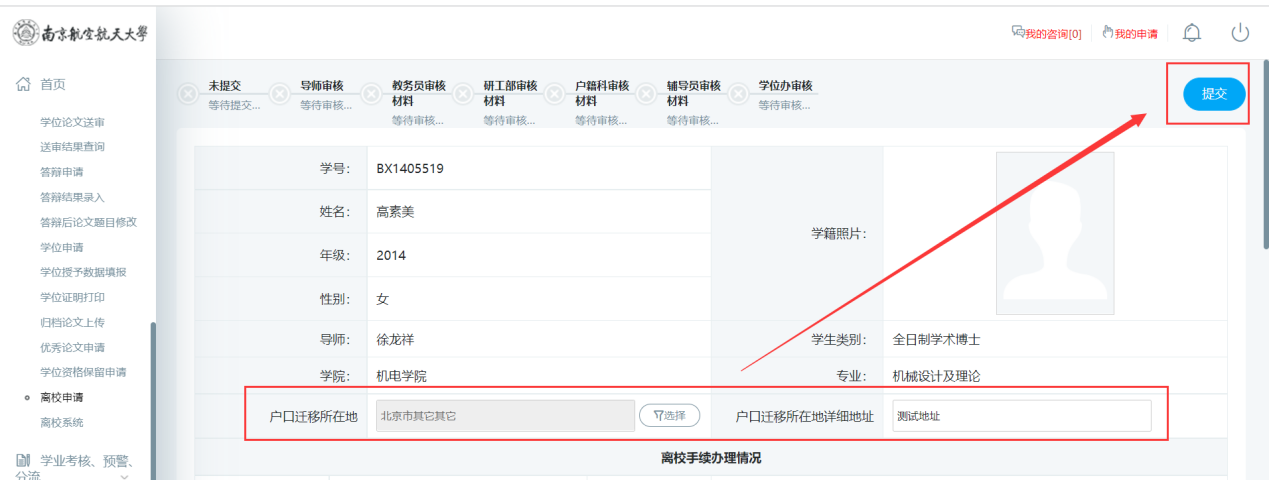 南京航空航天大學
我的咨询[0] 我的申请
首页
学位论文送审
送审结果查询
答辩申请
答辩结果录入
答辩后论文题目修改
学位申请
学位授予数据填报
学位证明打印
归档论文上传
优秀论文申请
学位资格保留申请
离校申请
离校系统
学业考核、预警、
分流
未提交
等待提交...
导师审核
等待审核...
教务员审核
材料
等待审核...
研工部审核
材料
等待审核...
户籍科审核
材料
等待审核...
辅导员审核
材料
等待审核...
学位办审核
等待审核...
提交
学号: BX1405519
姓名: 高素美
年级: 2014
性别: 女
学籍照片:
导师: 徐龙祥 学生类别: 全日制学术博士
学院: 机电学院 专业: 机械设计及理论
户口迁移所在地 北京市其它其它 选择 户口迁移所在地详细地址 测试地址
离校手续办理情况